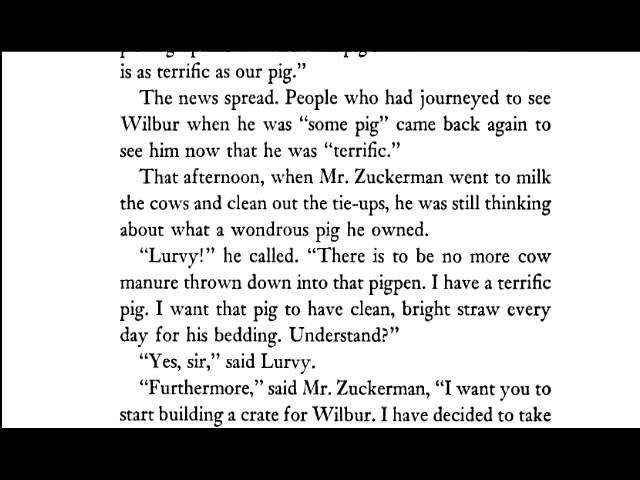 is as terrific as our pig.”
The news spread. People who had journeyed to see
Wilbur when he was “some pig” came back again to
see him now that he was “terrific.”
That afternoon, when Mr. Zuckerman went to milk
the cows and clean out the tie-ups, he was still thinking
about what a wondrous pig he owned.
“Lurvy!” he called. “There is to be no more cow
manure thrown down into that pigpen. I have a terrific
pig. I want that pig to have clean, bright straw every
day for his bedding. Understand?”
“Yes, sir,” said Lurvy.
“Furthermore,” said Mr. Zuckerman, “I want you to
start building a crate for Wilbur. I have decided to take